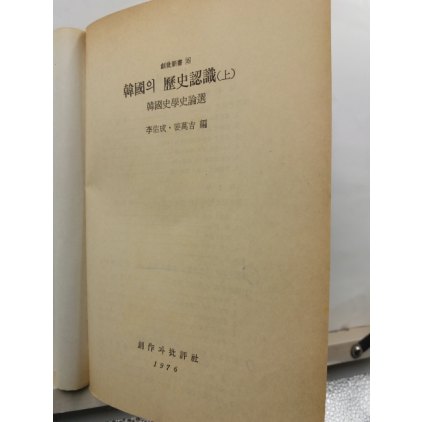 創批新書
韓國의 歷史認識(上)
韓國史學史論選
李佑成·姜萬吉 編
創作과批評社
1976